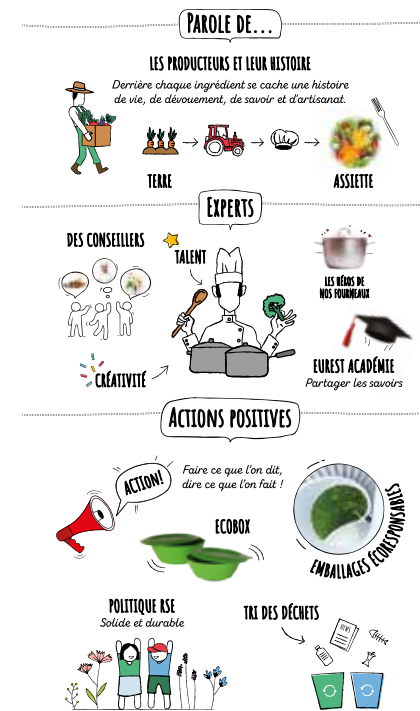 PAROLE DE...
LES PRODUCTEURS ET LEUR HISTOIRE
Derrière chaque ingrédient se cache une histoire
de vie, de dévouement, de savoir et d'artisanat.
TERRE
ASSIETTE
EXPERTS
DES CONSEILLERS
TALENT
LES HÉROS DE
NOS FOURNEAUX
CRÉATIVITÉ
EUREST ACADÉMIE
Partager les savoirs
ACTIONS POSITIVES
ACTION!
Faire ce que l'on dit,
dire ce que l'on fait !
ECOBOX
EMBALLAGES ÉCORESPONSABLES
POLITIQUE RSE
Solide et durable
TRI DES DÉCHETS
NEWS